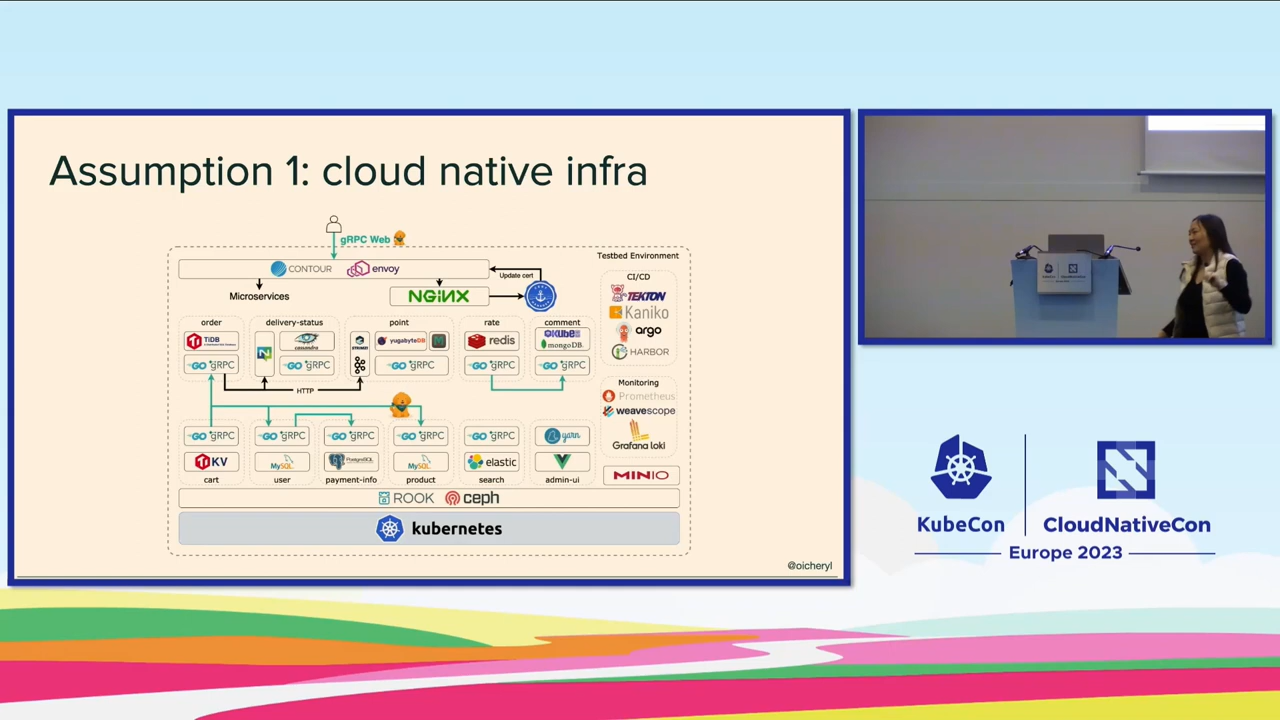 Assumption 1: cloud native infra
gRPC Web
Testbed Environment
CONTOUR envoy
Update cert
CI/CD
Microservices
NGINX
TEKTON
Kaniko
argo
HARBOR
order
delivery-status
point
rate
comment
TiDB
cassandra
STRIMZI
yugabyteDB
redis
KUBE
mongoDB
GO gRPC
GO gRPC
GO gRPC
GO gRPC
GO gRPC
HTTP
Monitoring
Prometheus
weavescope
Grafana loki
GO gRPC
GO gRPC
GO gRPC
GO gRPC
GO gRPC
yarn
TiKV
MySQL
PostgreSQL
MySQL
elastic
MINIO
cart
user
payment-info
product
search
admin-ui
ROOK ceph
kubernetes
@oicheryl
KubeCon
CloudNativeCon
Europe 2023